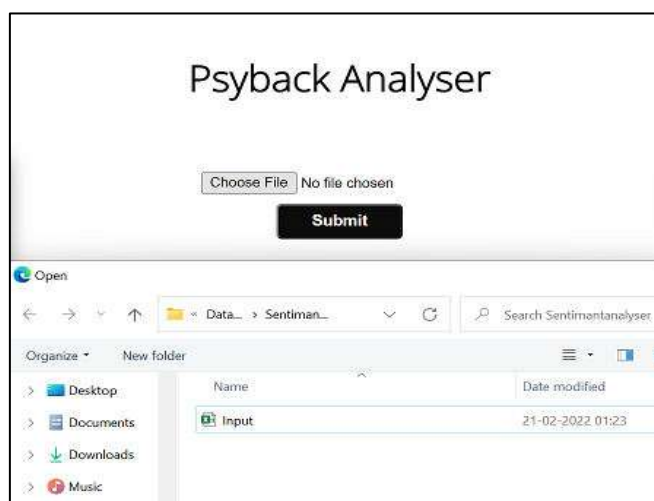 Psyback Analyser
Choose File No file chosen
Submit
Open
« Data... > Sentiman...
Search Sentimantanalyser
Organize
New folder
Name
Date modified
Desktop
Input
21-02-2022 01:23
Documents
Downloads
Music